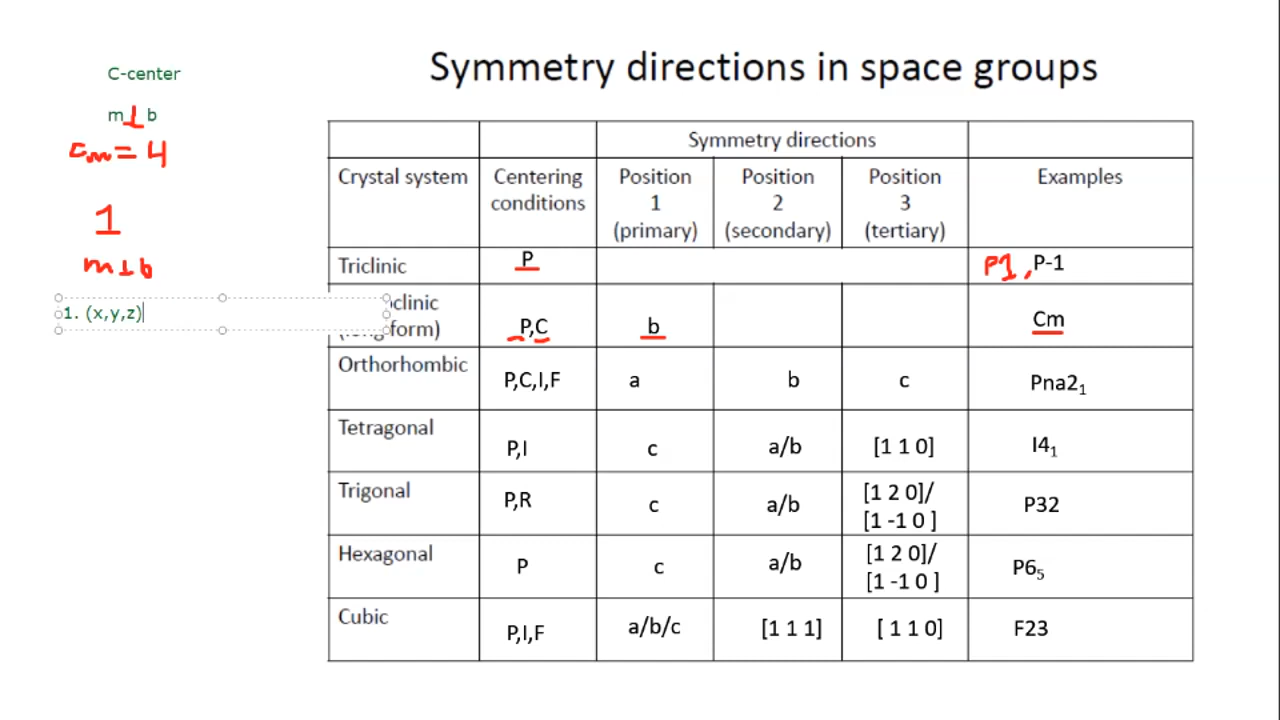 Symmetry directions in space groups
C-center
m⊥b
Cm=4
1
m⊥b
1. (x,y,z)
Symmetry directions
Crystal system
Centering conditions
Position 1 (primary)
Position 2 (secondary)
Position 3 (tertiary)
Examples
Triclinic
P
P1, P-1
clinic
form)
P,C
b
Cm
Orthorhombic
P,C,I,F
a
b
c
Pna2₁
Tetragonal
P,I
c
a/b
[1 1 0]
I4₁
Trigonal
P,R
c
a/b
[1 2 0]/
[1 -1 0 ]
P32
Hexagonal
P
c
a/b
[1 2 0]/
[1 -1 0 ]
P6₅
Cubic
P,I,F
a/b/c
[1 1 1]
[ 1 1 0]
F23